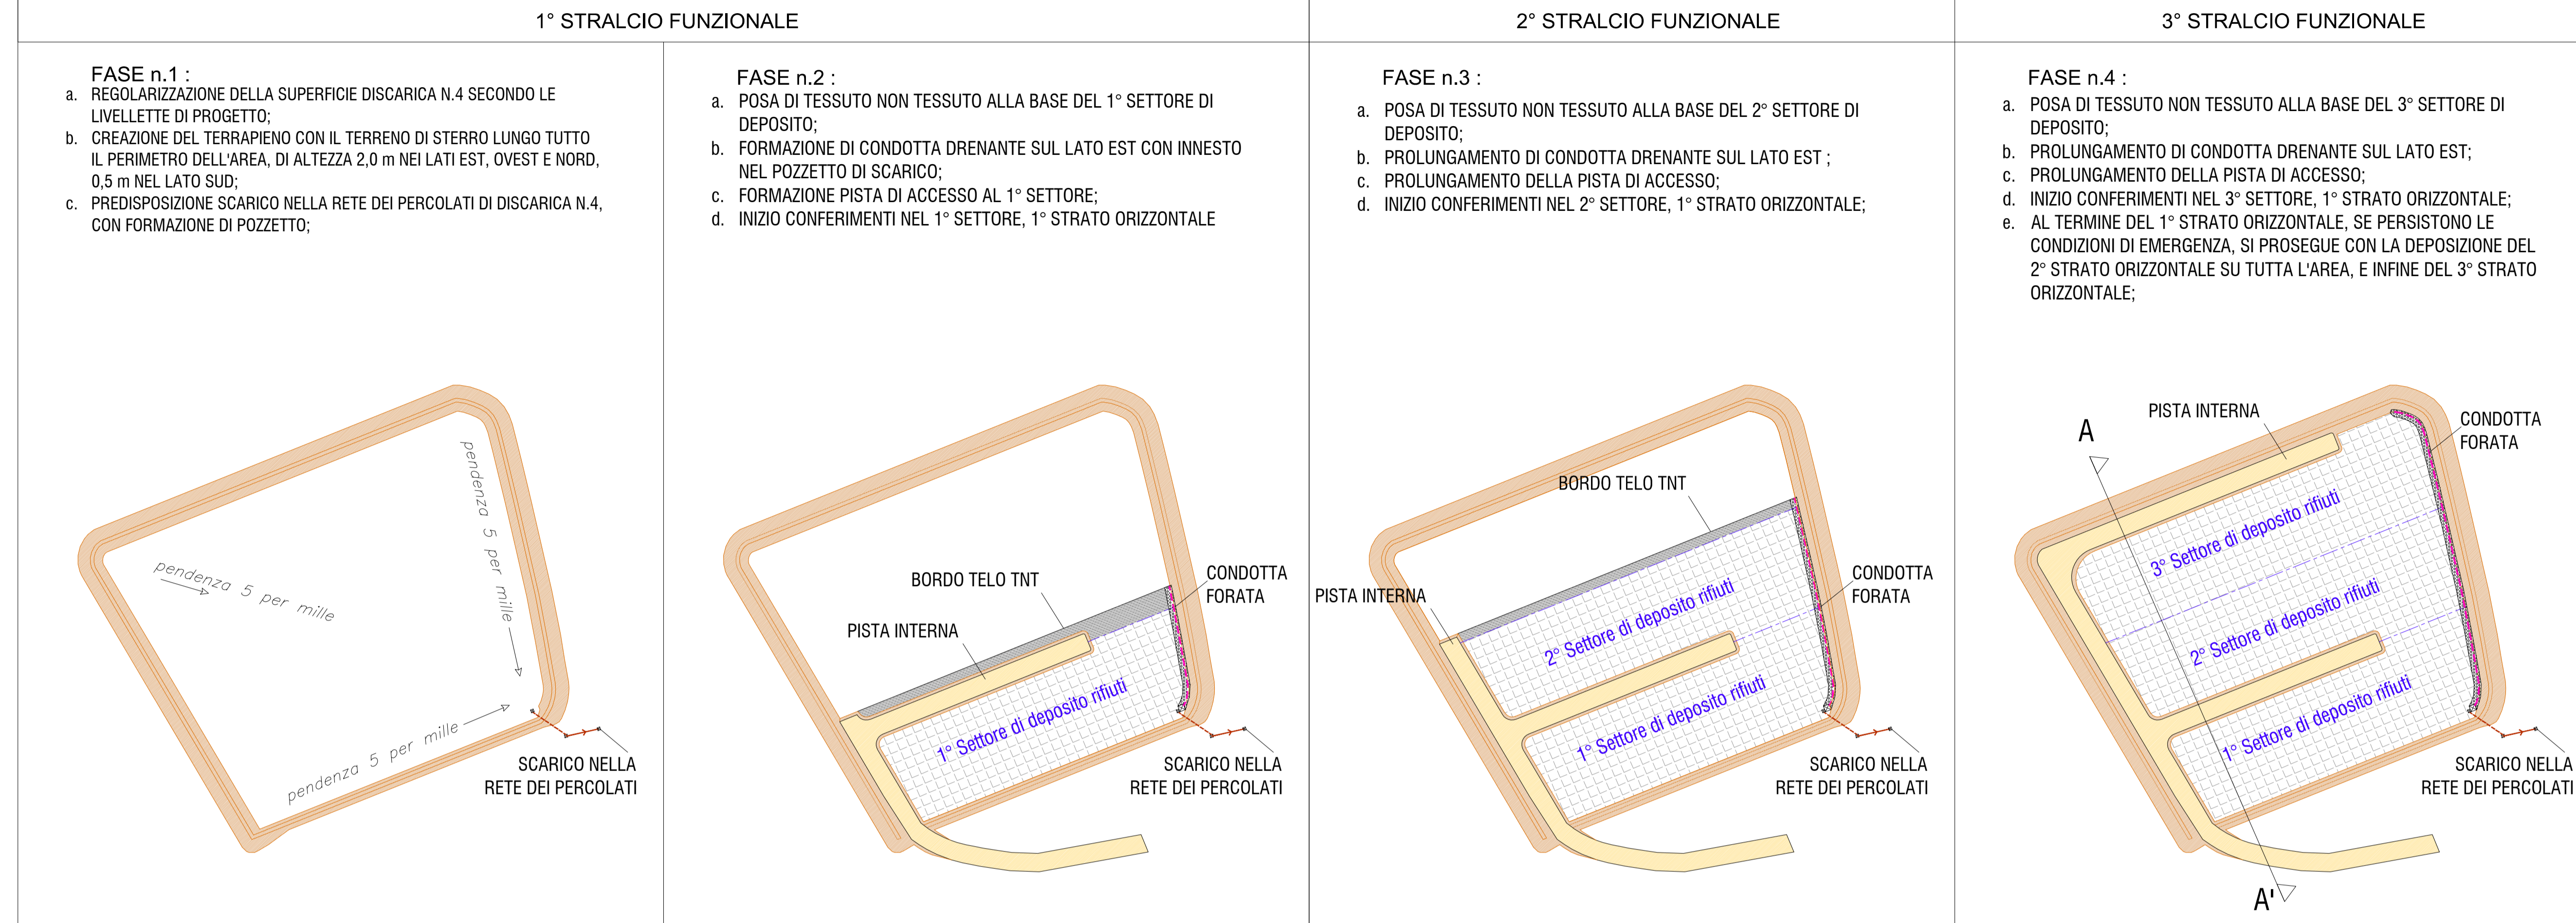 1° STRALCIO FUNZIONALE
FASE n.1 :
a. REGOLARIZZAZIONE DELLA SUPERFICIE DISCARICA N.4 SECONDO LE
LIVELLETTE DI PROGETTO;
b. CREAZIONE DEL TERRAPIENO CON IL TERRENO DI STERRO LUNGO TUTTO
IL PERIMETRO DELL'AREA, DI ALTEZZA 2,0 m NEI LATI EST, OVEST E NORD,
0,5 m NEL LATO SUD;
c. PREDISPOSIZIONE SCARICO NELLA RETE DEI PERCOLATI DI DISCARICA N.4,
CON FORMAZIONE DI POZZETTO;
pendenza 5 per mille
pendenza 5 per mille
pendenza 5 per mille
SCARICO NELLA
RETE DEI PERCOLATI
FASE n.2 :
a. POSA DI TESSUTO NON TESSUTO ALLA BASE DEL 1° SETTORE DI
DEPOSITO;
b. FORMAZIONE DI CONDOTTA DRENANTE SUL LATO EST CON INNESTO
NEL POZZETTO DI SCARICO;
c. FORMAZIONE PISTA DI ACCESSO AL 1° SETTORE;
d. INIZIO CONFERIMENTI NEL 1° SETTORE, 1° STRATO ORIZZONTALE
BORDO TELO TNT
CONDOTTA
FORATA
PISTA INTERNA
1° Settore di deposito rifiuti
SCARICO NELLA
RETE DEI PERCOLATI
2° STRALCIO FUNZIONALE
FASE n.3 :
a. POSA DI TESSUTO NON TESSUTO ALLA BASE DEL 2° SETTORE DI
DEPOSITO;
b. PROLUNGAMENTO DI CONDOTTA DRENANTE SUL LATO EST ;
c. PROLUNGAMENTO DELLA PISTA DI ACCESSO;
d. INIZIO CONFERIMENTI NEL 2° SETTORE, 1° STRATO ORIZZONTALE;
BORDO TELO TNT
CONDOTTA
FORATA
PISTA INTERNA
2° Settore di deposito rifiuti
1° Settore di deposito rifiuti
SCARICO NELLA
RETE DEI PERCOLATI
3° STRALCIO FUNZIONALE
FASE n.4 :
a. POSA DI TESSUTO NON TESSUTO ALLA BASE DEL 3° SETTORE DI
DEPOSITO;
b. PROLUNGAMENTO DI CONDOTTA DRENANTE SUL LATO EST;
c. PROLUNGAMENTO DELLA PISTA DI ACCESSO;
d. INIZIO CONFERIMENTI NEL 3° SETTORE, 1° STRATO ORIZZONTALE;
e. AL TERMINE DEL 1° STRATO ORIZZONTALE, SE PERSISTONO LE
CONDIZIONI DI EMERGENZA, SI PROSEGUE CON LA DEPOSIZIONE DEL
2° STRATO ORIZZONTALE SU TUTTA L'AREA, E INFINE DEL 3° STRATO
ORIZZONTALE;
PISTA INTERNA
CONDOTTA
FORATA
A
3° Settore di deposito rifiuti
2° Settore di deposito rifiuti
1° Settore di deposito rifiuti
SCARICO NELLA
RETE DEI PERCOLATI
A'